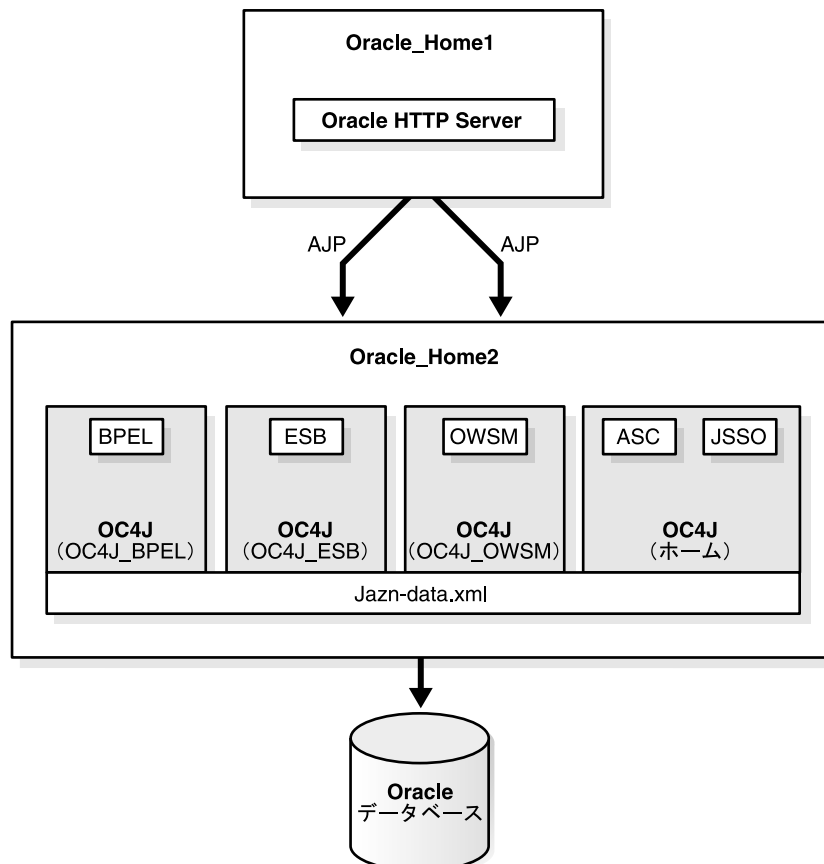 Oracle_Home1
Oracle HTTP Server
AJP
AJP
Oracle_Home2
BPEL
OC4J
(OC4J_BPEL)
ESB
OC4J
(OC4J_ESB)
OWSM
OC4J
(OC4J_OWSM)
ASC
JSSO
OC4J
(ホーム)
Jazn-data.xml
Oracle
データベース